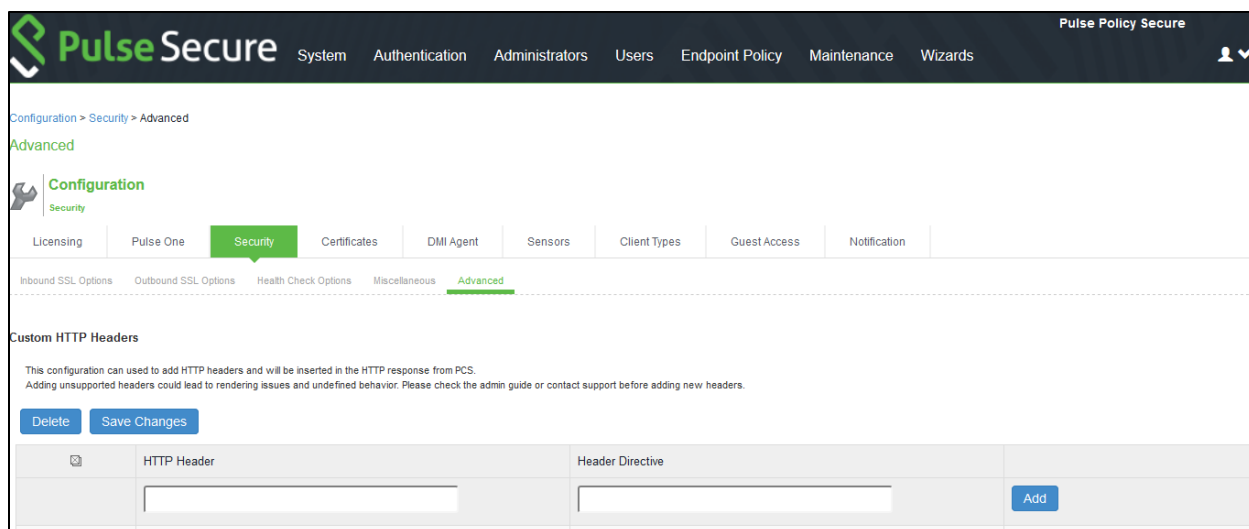 Pulse Policy Secure
Pulse Secure System Authentication Administrators Users Endpoint Policy Maintenance Wizards
Configuration > Security > Advanced
Advanced
Configuration
Security
Licensing Pulse One Security Certificates DMI Agent Sensors Client Types Guest Access Notification
Inbound SSL Options Outbound SSL Options Health Check Options Miscellaneous Advanced
Custom HTTP Headers
This configuration can used to add HTTP headers and will be inserted in the HTTP response from PCS.
Adding unsupported headers could lead to rendering issues and undefined behavior. Please check the admin guide or contact support before adding new headers.
Delete Save Changes
HTTP Header Header Directive
Add